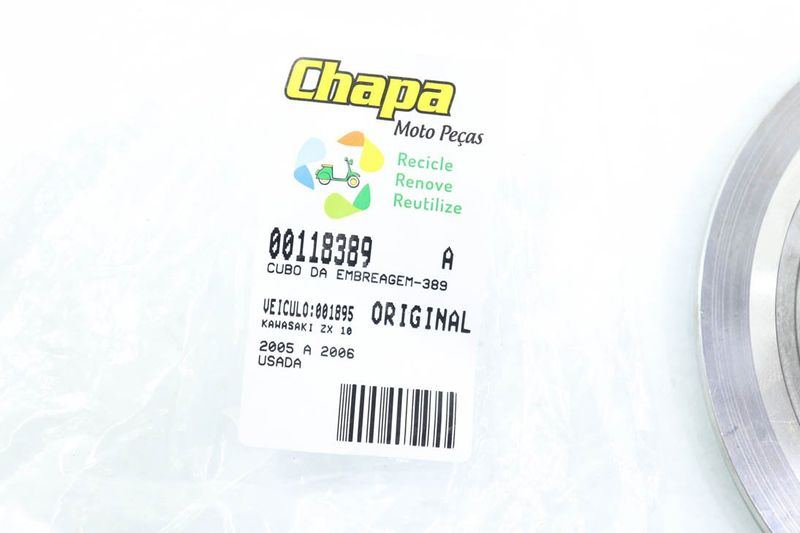 Chapa
Moto Peças
Recicle
Renove
Reutilize
00118389 A
CUBO DA EMBREAGEM-389
VEICULO:001895 ORIGINAL
KAWASAKI ZX 10
2005 A 2006
USADA